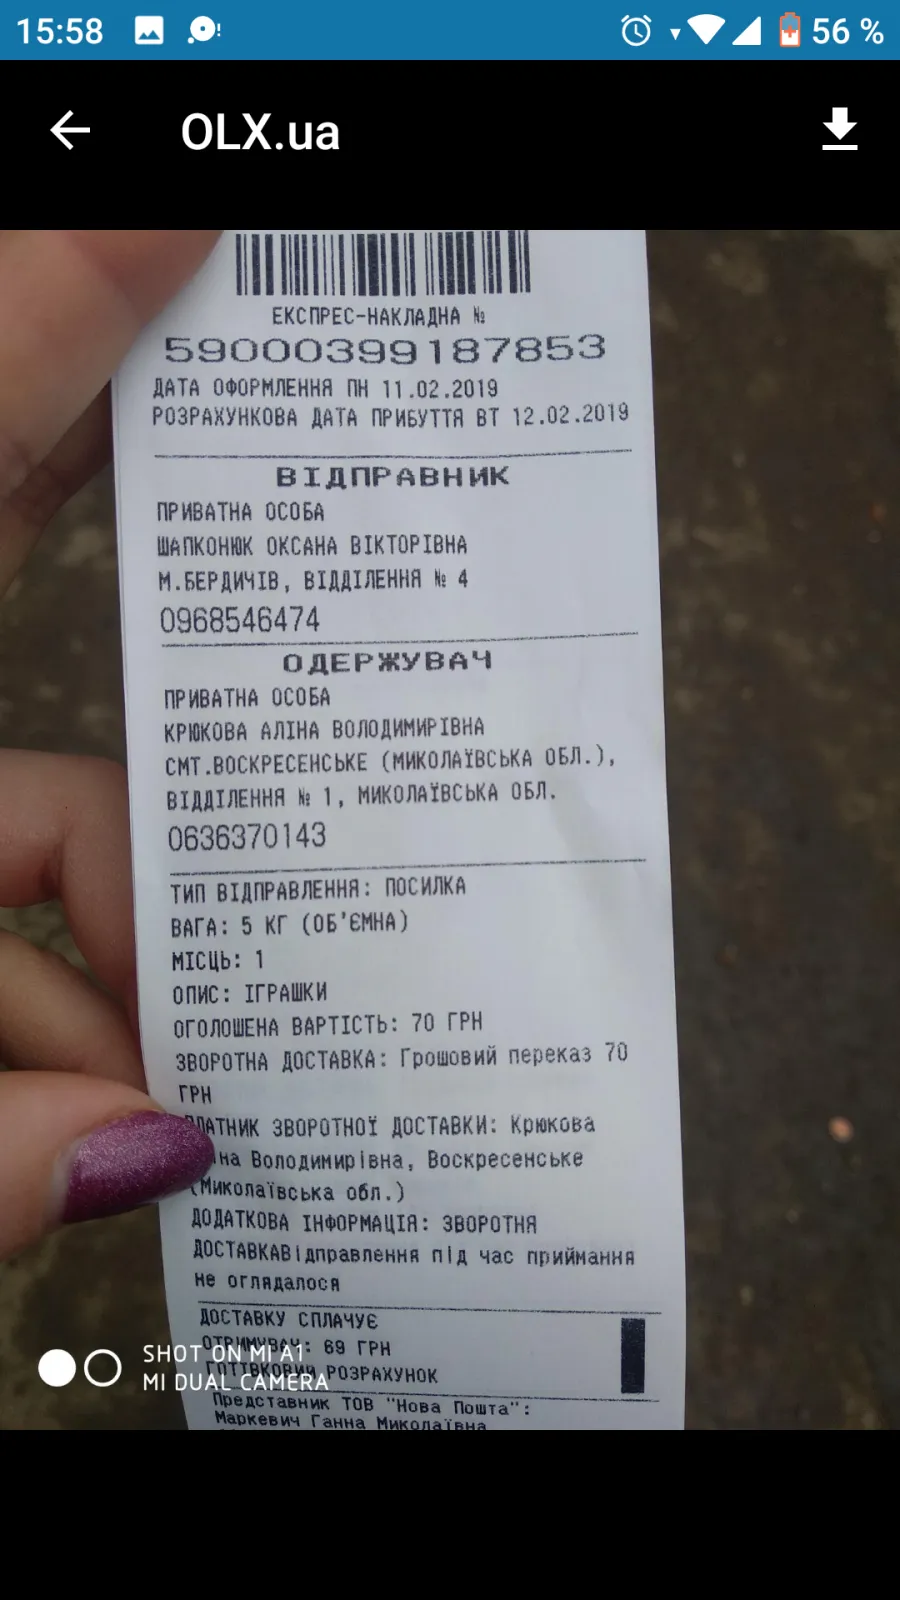 15:58
56 %
OLX.ua
ЕКСПРЕС-НАКЛАДНА №
59000399187853
ДАТА ОФОРМЛЕННЯ ПН 11.02.2019
РОЗРАХУНКОВА ДАТА ПРИБУТТЯ ВТ 12.02.2019
ВІДПРАВНИК
ПРИВАТНА ОСОБА
ШАПКОНЮК ОКСАНА ВІКТОРІВНА
М.БЕРДИЧІВ, ВІДДІЛЕННЯ № 4
0968546474
ОДЕРЖУВАЧ
ПРИВАТНА ОСОБА
КРЮКОВА АЛІНА ВОЛОДИМИРІВНА
СМТ.ВОСКРЕСЕНСЬКЕ (МИКОЛАЇВСЬКА ОБЛ.),
ВІДДІЛЕННЯ № 1, МИКОЛАЇВСЬКА ОБЛ.
0636370143
ТИП ВІДПРАВЛЕННЯ: ПОСИЛКА
ВАГА: 5 КГ (ОБ'ЄМНА)
МІСЦЬ: 1
ОПИС: ІГРАШКИ
ОГОЛОШЕНА ВАРТІСТЬ: 70 ГРН
ЗВОРОТНА ДОСТАВКА: Грошовий переказ 70
ГРН
ПЛАТНИК ЗВОРОТНОЇ ДОСТАВКИ: Крюкова
Володимирівна, Воскресенське
(Миколаївська обл.)
ДОДАТКОВА ІНФОРМАЦІЯ: ЗВОРОТНЯ
ДОСТАВКАВідправлення під час приймання
не оглядалося
ДОСТАВКУ СПЛАЧУЄ
ОТРИМУВАЧ: 69 ГРН
SHOT ON MI A1
ГОТІВКОВИЙ РОЗРАХУНОК
MI DUAL CAMERA
Представник ТОВ "Нова Пошта":
Маркевич Ганна Миколаївна